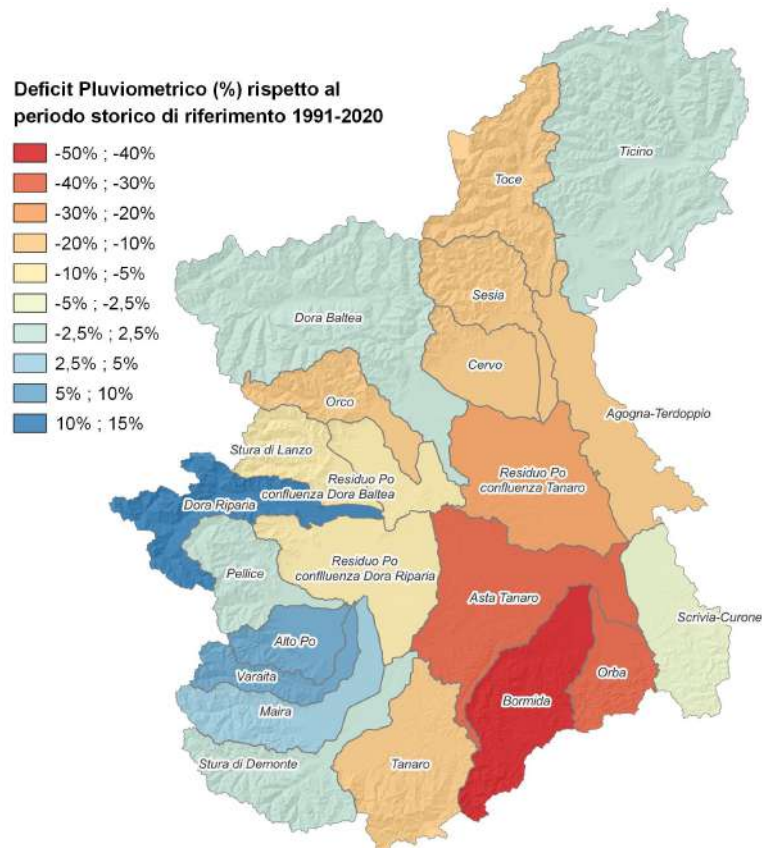 Deficit Pluviometrico (%) rispetto al
periodo storico di riferimento 1991-2020
-50% ; -40%
-40% ; -30%
-30% ; -20%
-20% ; -10%
-10% ; -5%
-5% ; -2,5%
-2,5% ; 2,5%
2,5% ; 5%
5% ; 10%
10% ; 15%
Ticino
Toce
Sesia
Dora Baltea
Cervo
Orco
Agogna-Terdoppio
Stura di Lanzo
Residuo Po
confluenza Dora Baltea
Residuo Po
confluenza Tanaro
Dora Riparia
Residuo Po
conflluenza Dora Riparia
Pellice
Asta Tanaro
Scrivia-Curone
Alto Po
Varaita
Orba
Maira
Bormida
Stura di Demonte
Tanaro